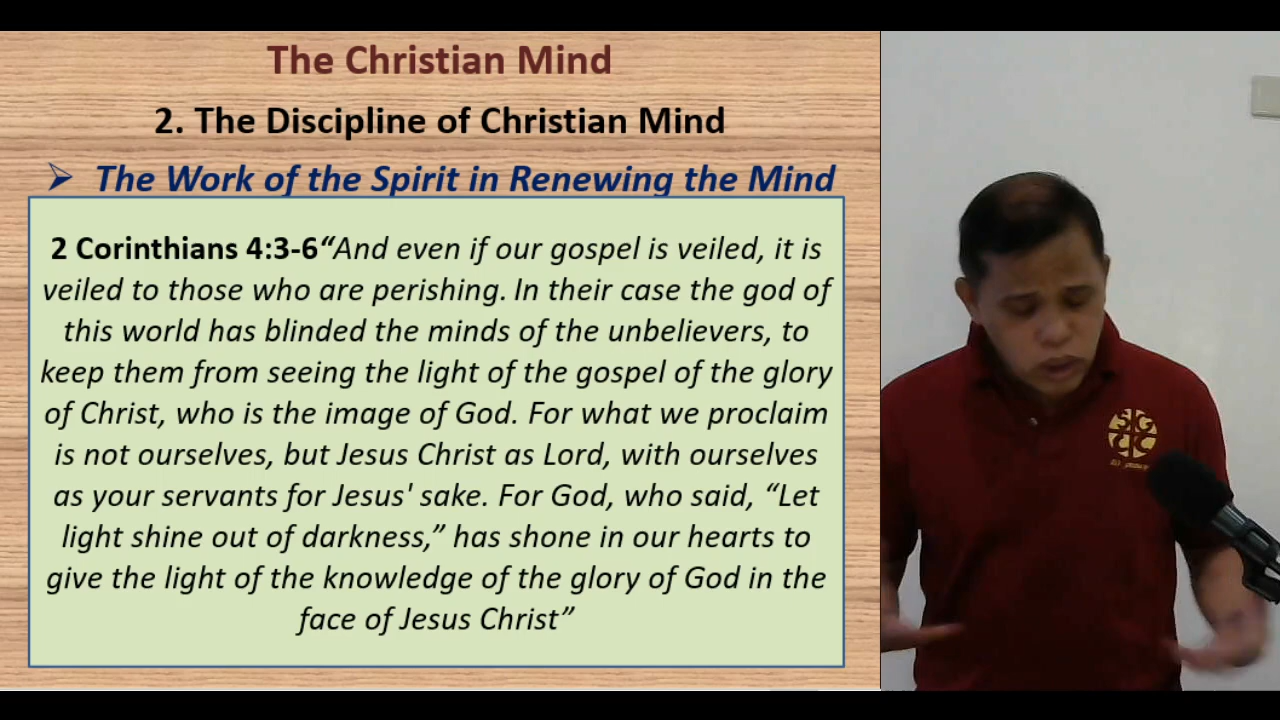 The Christian Mind
2. The Discipline of Christian Mind
The Work of the Spirit in Renewing the Mind
2 Corinthians 4:3-6“And even if our gospel is veiled, it is
veiled to those who are perishing. In their case the god of
this world has blinded the minds of the unbelievers, to
keep them from seeing the light of the gospel of the glory
of Christ, who is the image of God. For what we proclaim
is not ourselves, but Jesus Christ as Lord, with ourselves
as your servants for Jesus' sake. For God, who said, “Let
light shine out of darkness,” has shone in our hearts to
give the light of the knowledge of the glory of God in the
face of Jesus Christ”
SG
CC